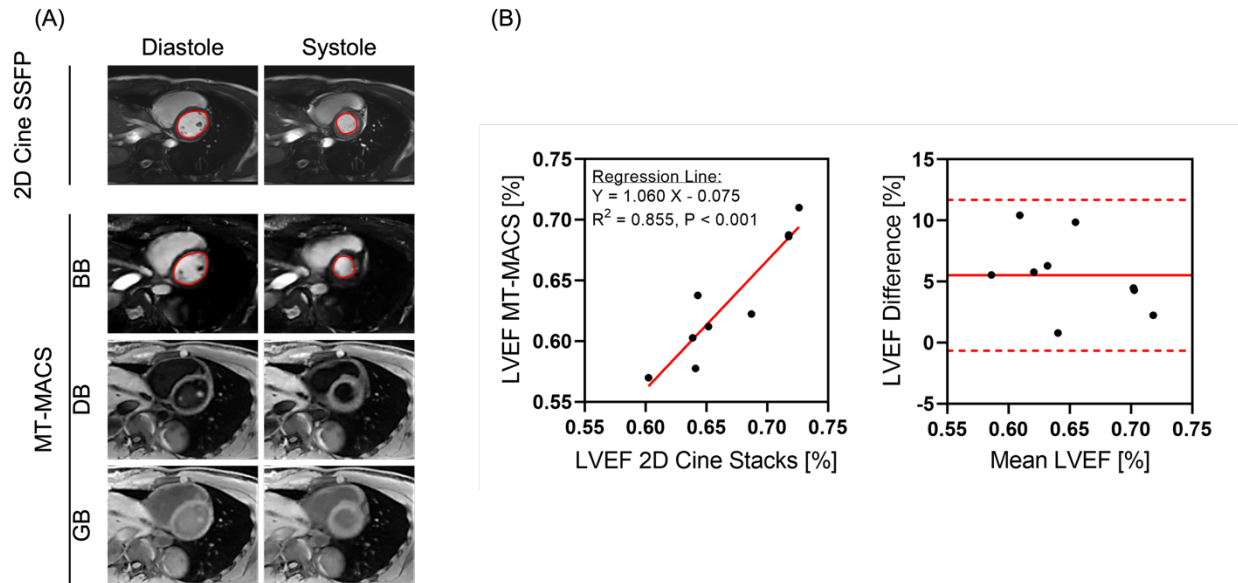 (A)
Diastole
Systole
2D Cine SSFP
MT-MACS
BB
DB
GB
(B)
LVEF MT-MACS [%]
0.75
0.70
0.65
0.60
0.55
Regression Line:
Y = 1.060 X - 0.075
R² = 0.855, P < 0.001
0.55 0.60 0.65 0.70 0.75
LVEF 2D Cine Stacks [%]
LVEF Difference [%]
15
10
5
0
-5
0.55 0.60 0.65 0.70 0.75
Mean LVEF [%]